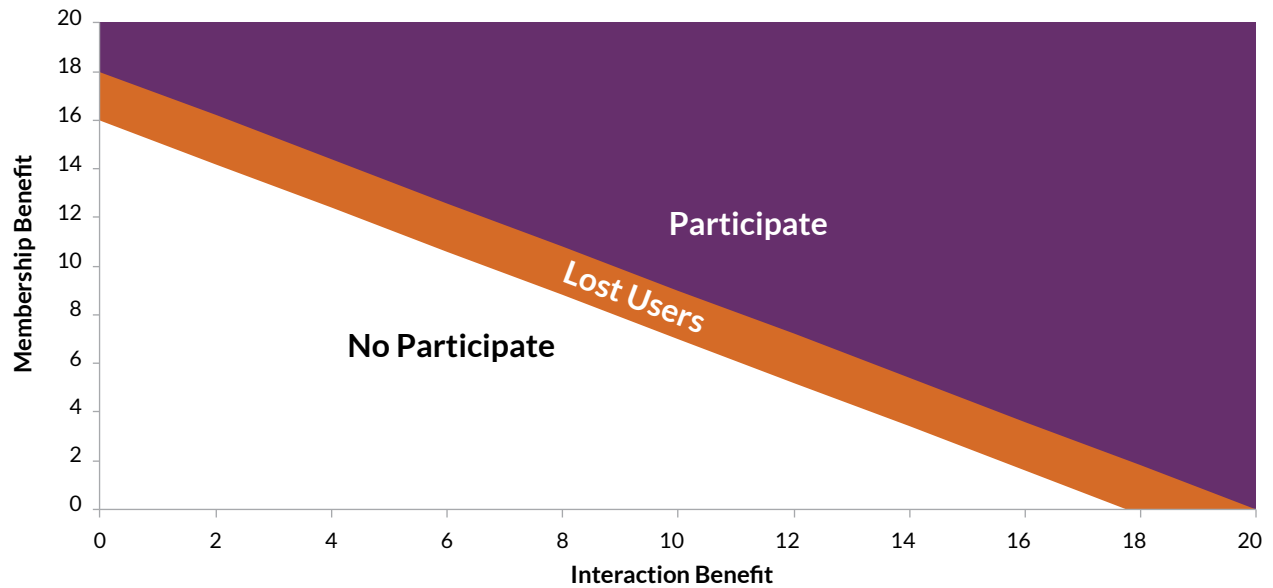 20
18
16
14
12
10
8
6
4
2
0
Membership Benefit
Participate
Lost Users
No Participate
0 2 4 6 8 10 12 14 16 18 20
Interaction Benefit